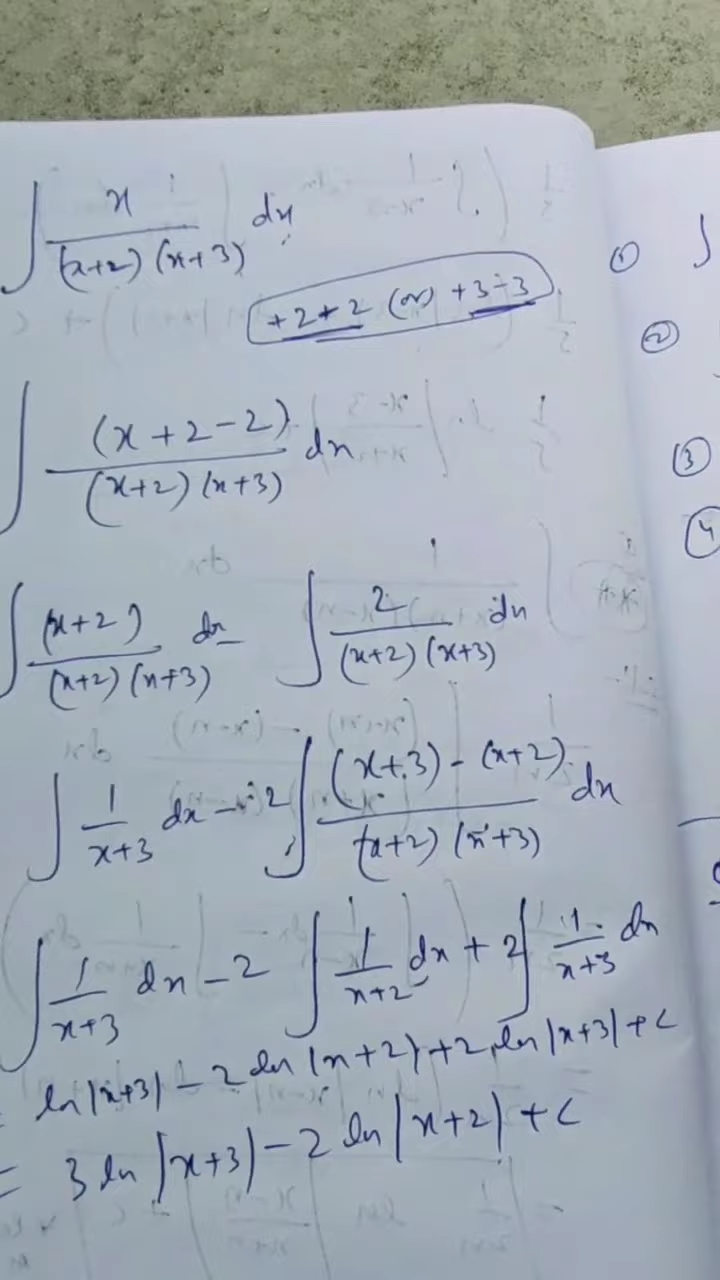 ∫ x/((x+2)(x+3)) dx
+2+2 (or) +3-3
∫ (x+2-2)/((x+2)(x+3)) dx
∫ (x+2)/((x+2)(x+3)) dx - ∫ 2/((x+2)(x+3)) dx
∫ 1/(x+3) dx - 2∫ ((x+3)-(x+2))/((x+2)(x+3)) dx
∫ 1/(x+3) dx - 2 ∫ 1/(x+2) dx + 2∫ 1/(x+3) dx
= ln|x+3| - 2 ln|x+2| + 2 ln|x+3| + c
= 3 ln|x+3| - 2 ln|x+2| + c
① ∫
②
③
④